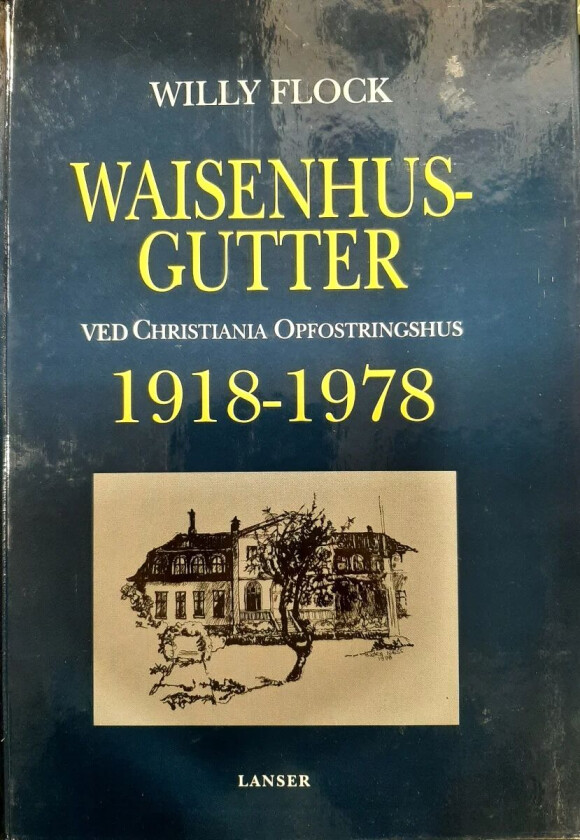 WILLY FLOCK
WAISENHUS-
GUTTER
VED CHRISTIANIA OPFOSTRINGSHUS
1918-1978
LANSER